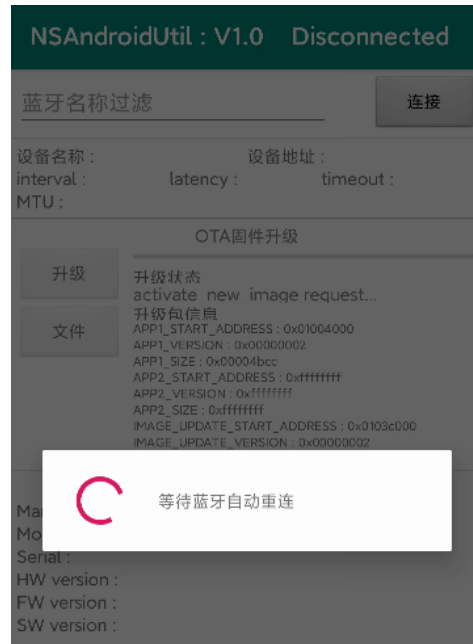 NSAndroidUtil : V1.0 Disconnected
蓝牙名称过滤 连接
设备名称 : 设备地址 :
interval : latency : timeout :
MTU :
OTA固件升级
升级 升级状态
activate new image request...
文件 升级包信息
APP1_START_ADDRESS : 0x01004000
APP1_VERSION : 0x00000002
APP1_SIZE : 0x00004bcc
APP2_START_ADDRESS : 0xffffffff
APP2_VERSION : 0xffffffff
APP2_SIZE : 0xffffffff
IMAGE_UPDATE_START_ADDRESS : 0x0103c000
IMAGE_UPDATE_VERSION : 0x00000002
等待蓝牙自动重连
Serial :
HW version :
FW version :
SW version :